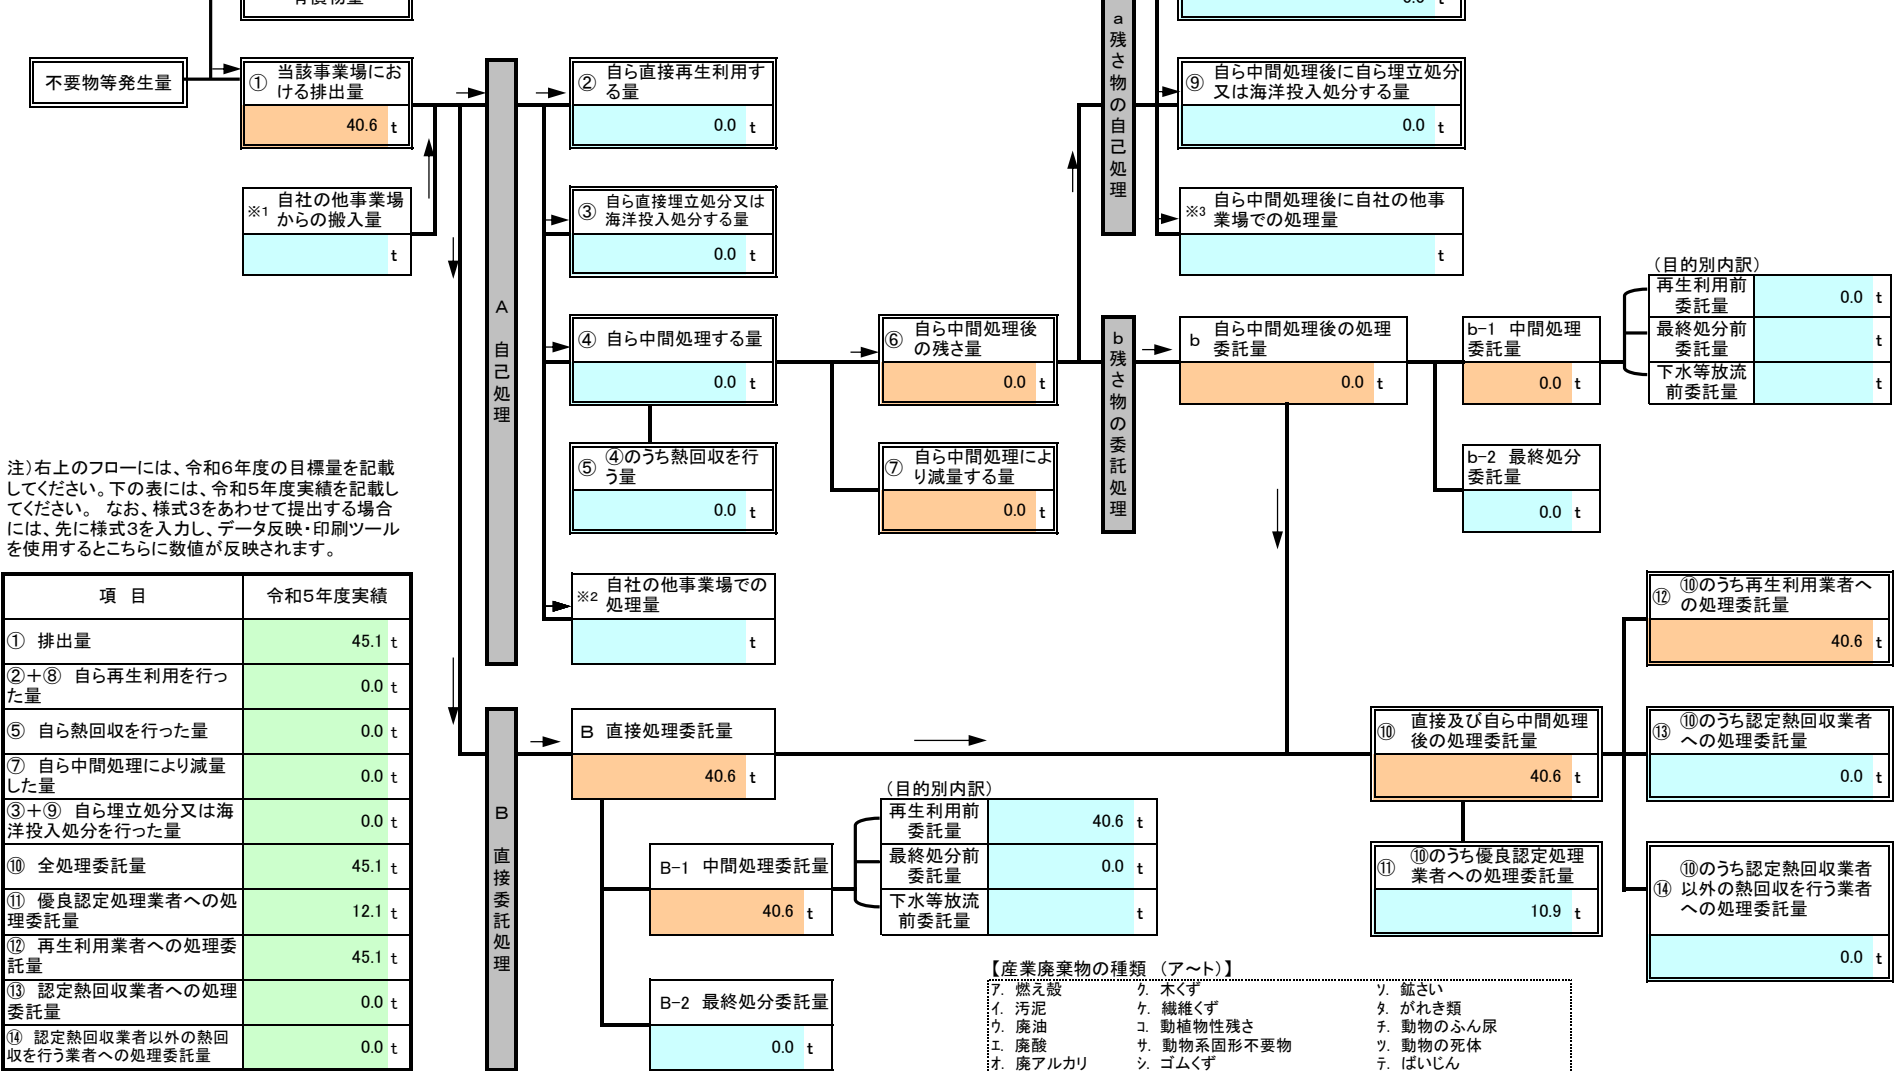 不要物等発生量
①
当該事業場にお
ける排出量
40.6 t
※1
自社の他事業場
からの搬入量
t
A 自己処理
②
自ら直接再生利用す
る量
0.0 t
③
自ら直接埋立処分又は
海洋投入処分する量
0.0 t
④ 自ら中間処理する量
0.0 t
⑤
④のうち熱回収を行
う量
0.0 t
※2
自社の他事業場での
処理量
t
⑥
自ら中間処理後
の残さ量
0.0 t
⑦
自ら中間処理によ
り減量する量
0.0 t
a 残さ物の自己処理
t
⑨
自ら中間処理後に自ら埋立処分
又は海洋投入処分する量
0.0 t
※3
自ら中間処理後に自社の他事
業場での処理量
t
b 残さ物の委託処理
b
自ら中間処理後の処理
委託量
0.0 t
b-1 中間処理
委託量
0.0 t
b-2 最終処分
委託量
0.0 t
(目的別内訳)
再生利用前
委託量
0.0 t
最終処分前
委託量
t
下水等放流
前委託量
t
注)右上のフローには、令和6年度の目標量を記載
してください。下の表には、令和5年度実績を記載し
てください。 なお、様式3をあわせて提出する場合
には、先に様式3を入力し、データ反映・印刷ツール
を使用するとこちらに数値が反映されます。
項 目 令和5年度実績
① 排出量 45.1 t
②+⑧ 自ら再生利用を行っ
た量
0.0 t
⑤ 自ら熱回収を行った量 0.0 t
⑦ 自ら中間処理により減量
した量
0.0 t
③+⑨ 自ら埋立処分又は海
洋投入処分を行った量
0.0 t
⑩ 全処理委託量 45.1 t
⑪ 優良認定処理業者への処
理委託量
12.1 t
⑫ 再生利用業者への処理委
託量
45.1 t
⑬ 認定熱回収業者への処理
委託量
0.0 t
⑭ 認定熱回収業者以外の熱回
収を行う業者への処理委託量
0.0 t
B 直接委託処理
B 直接処理委託量
40.6 t
B-1 中間処理委託量
40.6 t
B-2 最終処分委託量
0.0 t
(目的別内訳)
再生利用前
委託量
40.6 t
最終処分前
委託量
0.0 t
下水等放流
前委託量
t
⑩
直接及び自ら中間処理
後の処理委託量
40.6 t
⑪
⑩のうち優良認定処理
業者への処理委託量
10.9 t
⑫
⑩のうち再生利用業者へ
の処理委託量
40.6 t
⑬
⑩のうち認定熱回収業者
への処理委託量
0.0 t
⑭
⑩のうち認定熱回収業者
以外の熱回収を行う業者
への処理委託量
0.0 t
【産業廃棄物の種類 (ア~ト)】
ア. 燃え殻 ク. 木くず ソ. 鉱さい
イ. 汚泥 ケ. 繊維くず タ. がれき類
ウ. 廃油 コ. 動植物性残さ チ. 動物のふん尿
エ. 廃酸 サ. 動物系固形不要物 ツ. 動物の死体
オ. 廃アルカリ シ. ゴムくず テ. ばいじん